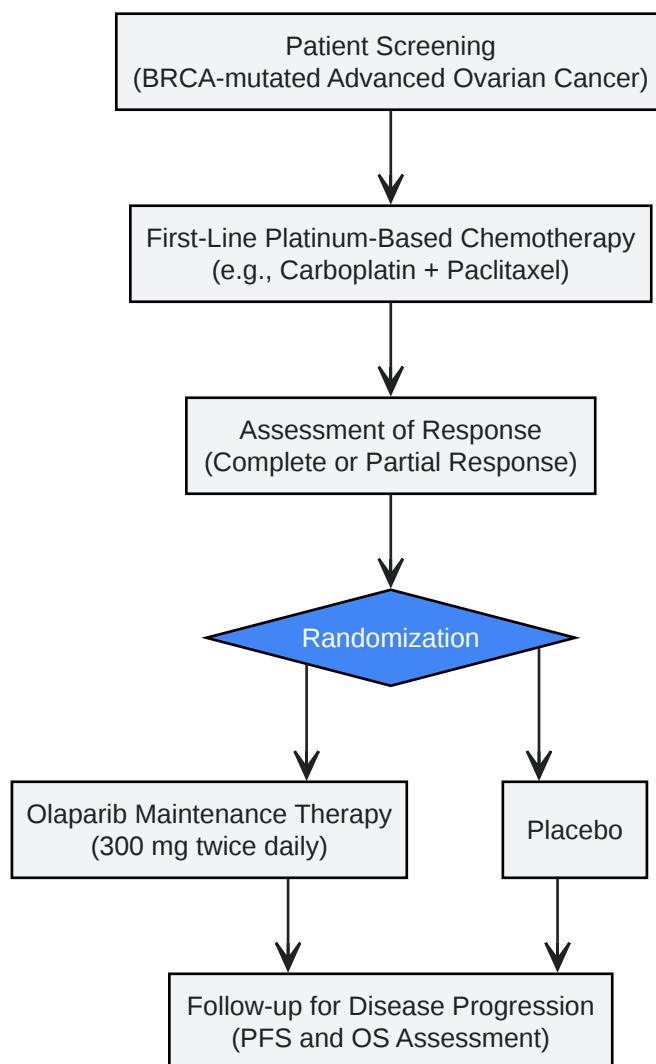 Patient Screening
(BRCA-mutated Advanced Ovarian Cancer)
First-Line Platinum-Based Chemotherapy
(e.g., Carboplatin + Paclitaxel)
Assessment of Response
(Complete or Partial Response)
Randomization
Olaparib Maintenance Therapy
(300 mg twice daily)
Placebo
Follow-up for Disease Progression
(PFS and OS Assessment)